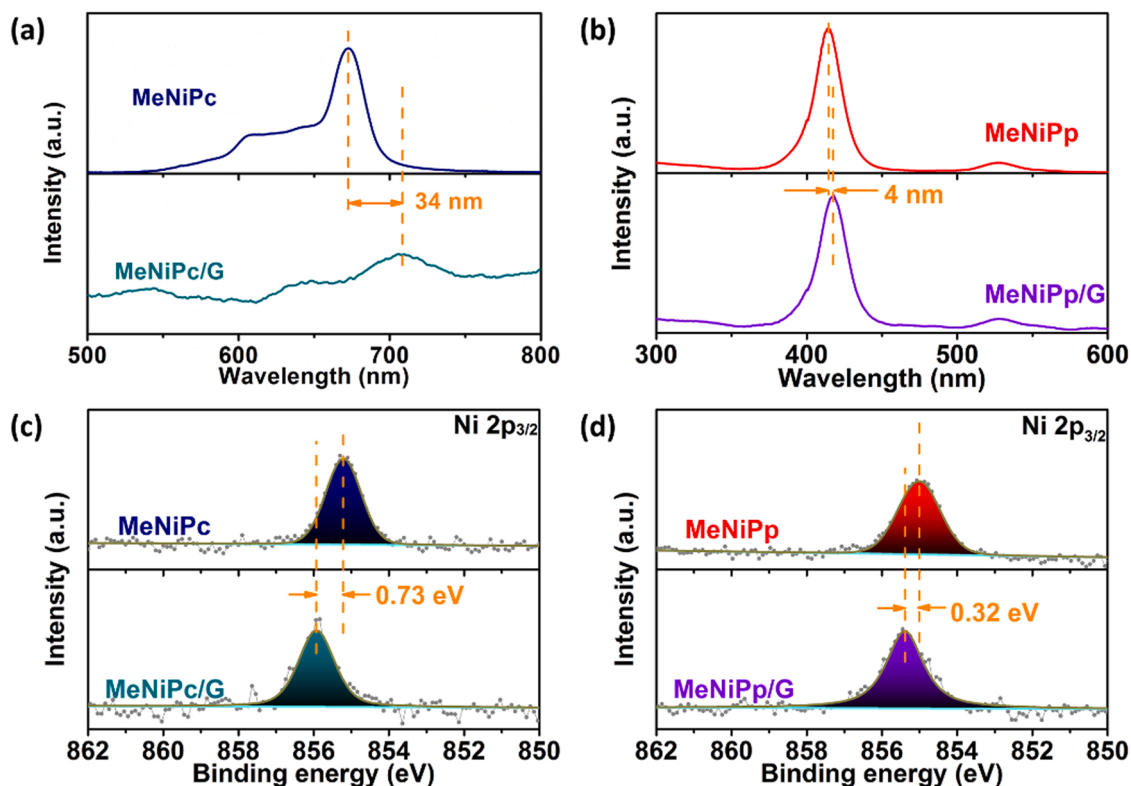 (a)
MeNiPc
34 nm
MeNiPc/G
Intensity (a.u.)
500 600 700 800
Wavelength (nm)
(b)
MeNiPp
4 nm
MeNiPp/G
Intensity (a.u.)
300 400 500 600
Wavelength (nm)
(c)
Ni 2p3/2
MeNiPc
0.73 eV
MeNiPc/G
Intensity (a.u.)
862 860 858 856 854 852 850
Binding energy (eV)
(d)
Ni 2p3/2
MeNiPp
0.32 eV
MeNiPp/G
Intensity (a.u.)
862 860 858 856 854 852 850
Binding energy (eV)